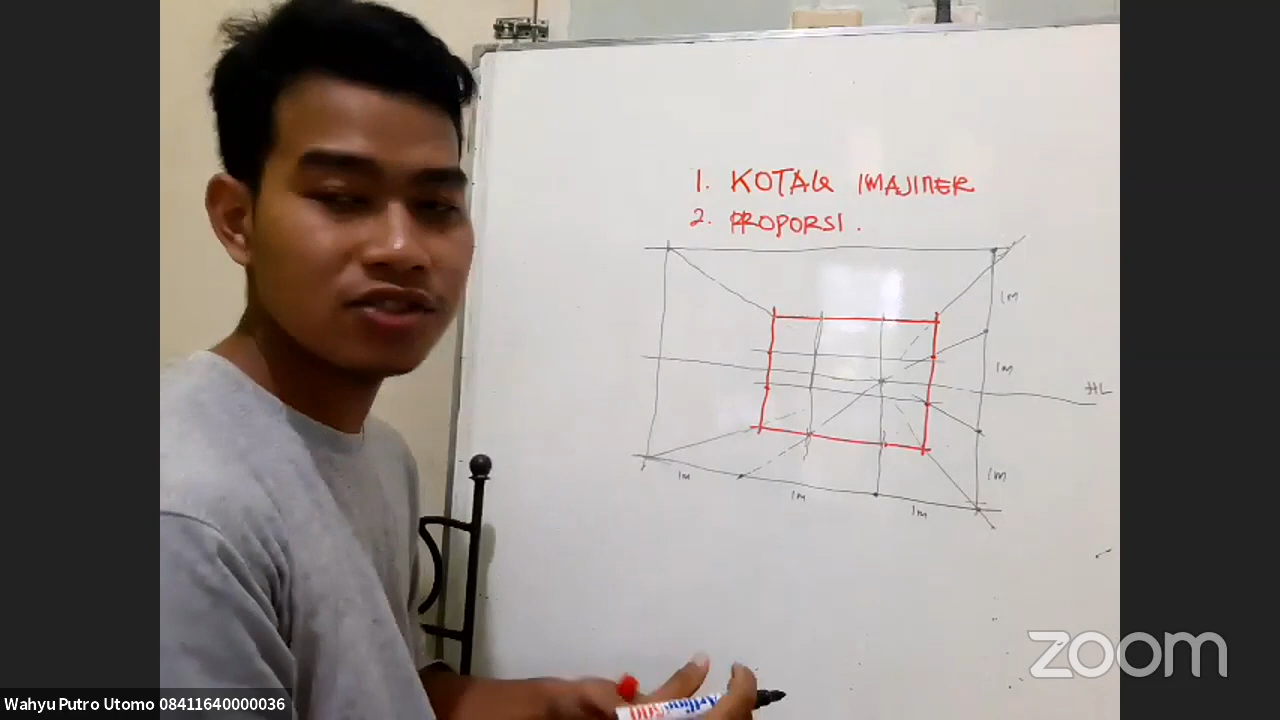 1. KOTAK IMAJINER
2. PROPORSI.
1M
1M
HL
1M
1M
1M
1M
zoom
Wahyu Putro Utomo 08411640000036